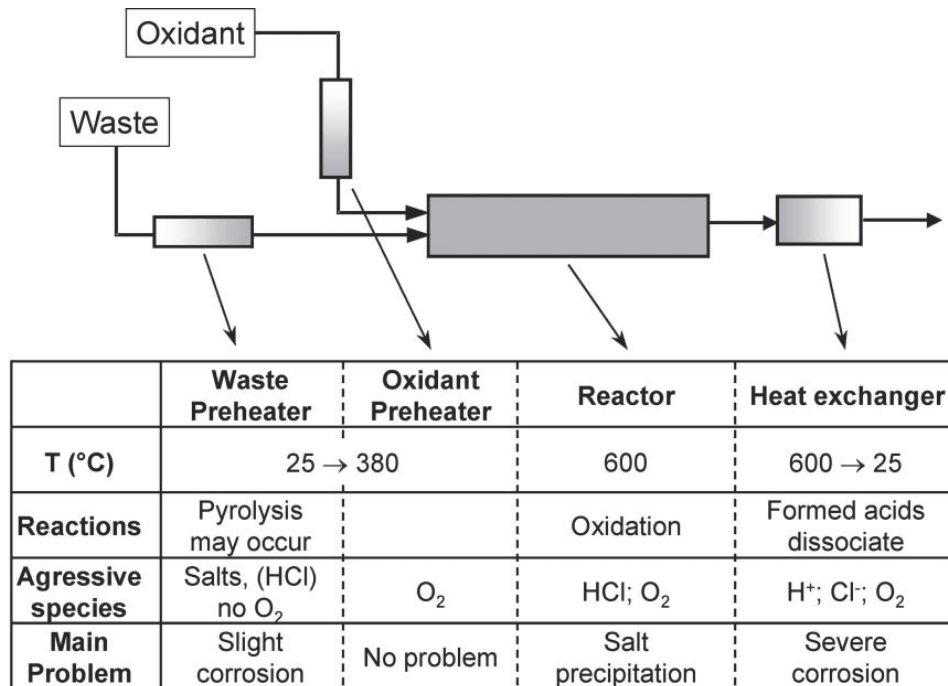 Oxidant
Waste
Waste Preheater
Oxidant Preheater
Reactor
Heat exchanger
T (°C)
25 → 380
600
600 → 25
Reactions
Pyrolysis may occur
Oxidation
Formed acids dissociate
Agressive species
Salts, (HCl) no O₂
O₂
HCl; O₂
H⁺; Cl⁻; O₂
Main Problem
Slight corrosion
No problem
Salt precipitation
Severe corrosion